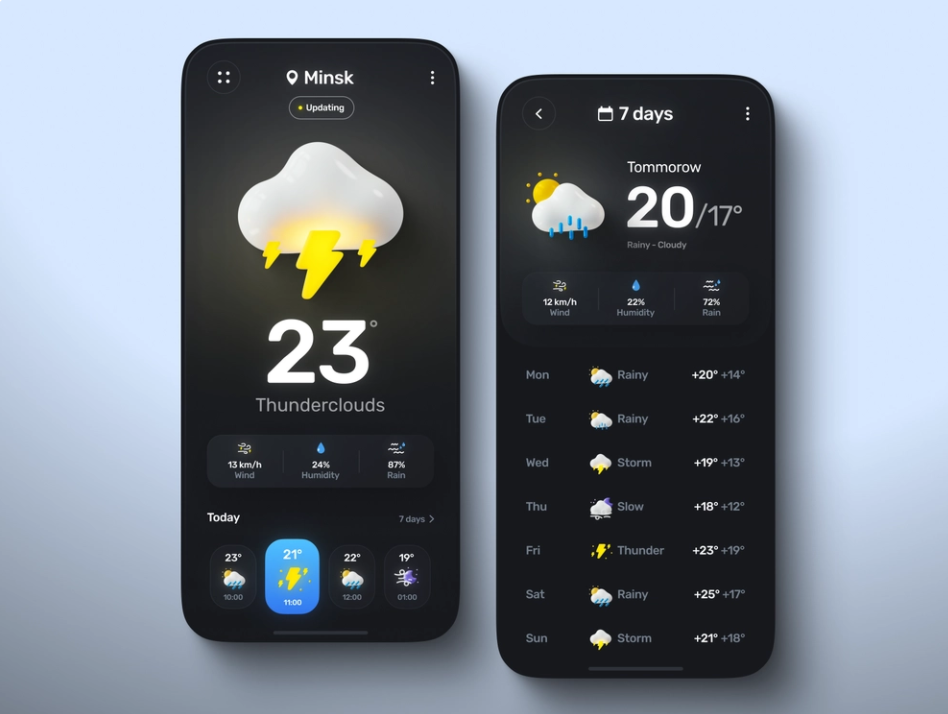 Minsk
Updating
23°
Thunderclouds
13 km/h 24% 87%
Wind Humidity Rain
Today 7 days
23° 21° 22° 19°
10:00 11:00 12:00 01:00
7 days
Tommorow
20/17°
Rainy - Cloudy
12 km/h 22% 72%
Wind Humidity Rain
Mon Rainy +20° +14°
Tue Rainy +22° +16°
Wed Storm +19° +13°
Thu Slow +18° +12°
Fri Thunder +23° +19°
Sat Rainy +25° +17°
Sun Storm +21° +18°